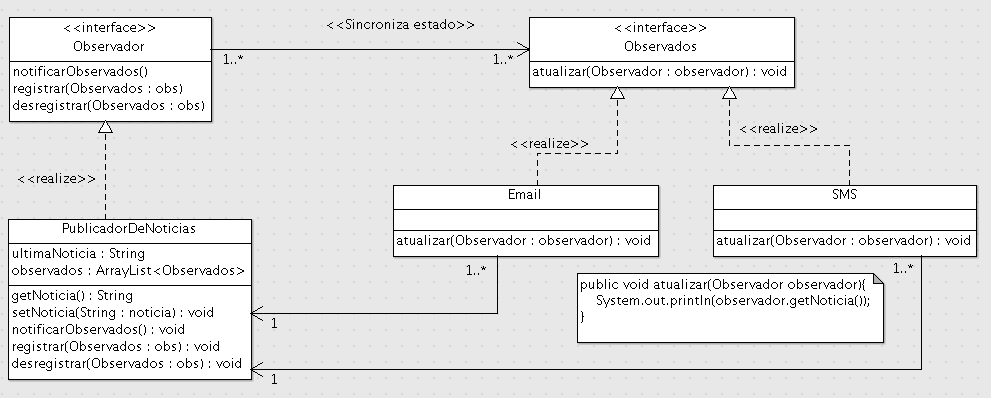 <<interface>>
Observador
notificarObservados()
registrar(Observados : obs)
desregistrar(Observados : obs)
<<Sincroniza estado>>
1..*
1..*
<<interface>>
Observados
atualizar(Observador : observador) : void
<<realize>>
<<realize>>
<<realize>>
PublicadorDeNoticias
ultimaNoticia : String
observados : ArrayList<Observados>
getNoticia() : String
setNoticia(String : noticia) : void
notificarObservados() : void
registrar(Observados : obs) : void
desregistrar(Observados : obs) : void
Email
atualizar(Observador : observador) : void
1..*
1
SMS
atualizar(Observador : observador) : void
1..*
1
public void atualizar(Observador observador){
System.out.println(observador.getNoticia());
}